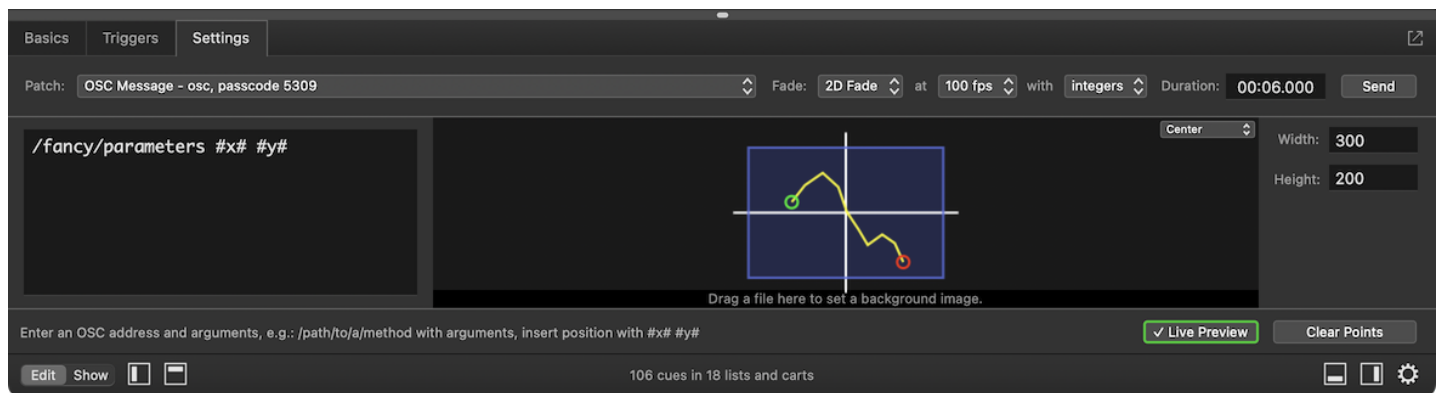 Basics Triggers Settings
Patch: OSC Message - osc, passcode 5309 Fade: 2D Fade at 100 fps with integers Duration: 00:06.000 Send
/fancy/parameters #x# #y#
Center
Width: 300
Height: 200
Drag a file here to set a background image.
Enter an OSC address and arguments, e.g.: /path/to/a/method with arguments, insert position with #x# #y# ✓ Live Preview Clear Points
Edit Show 106 cues in 18 lists and carts